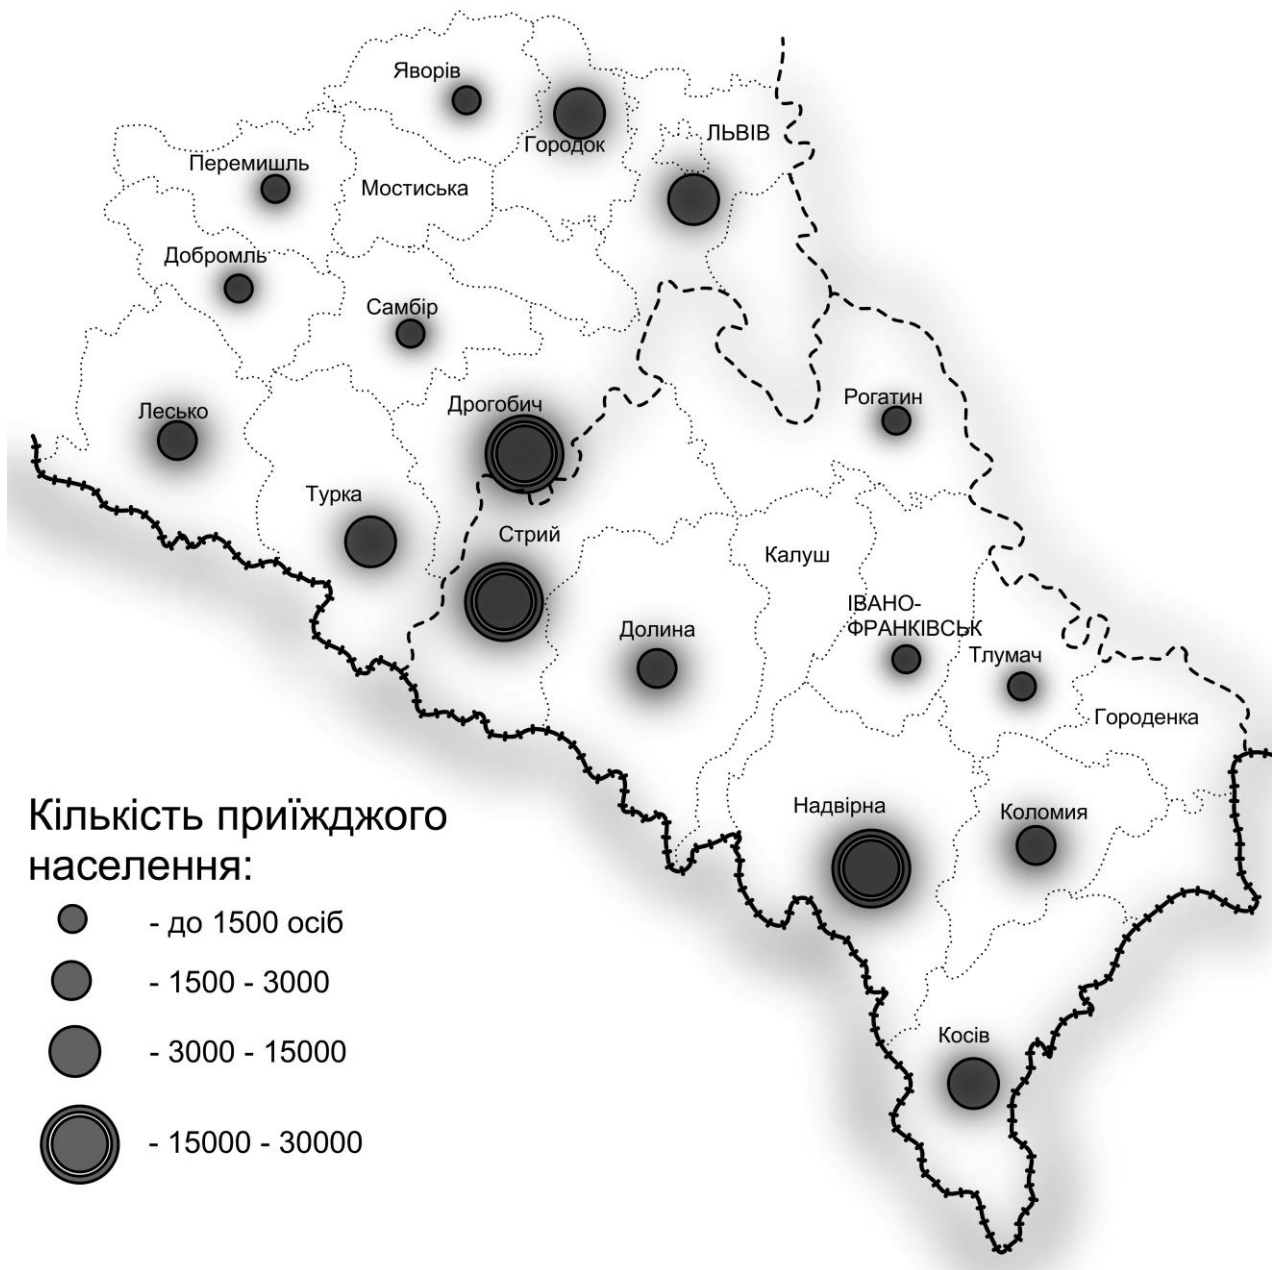 Яворів
Городок
ЛЬВІВ
Перемишль
Мостиська
Добромль
Самбір
Лесько
Дрогобич
Рогатин
Турка
Стрий
Калуш
ІВАНО-
ФРАНКІВСЬК
Долина
Тлумач
Городенка
Надвірна
Коломия
Косів
Кількість приїжджого
населення:
- до 1500 осіб
- 1500 - 3000
- 3000 - 15000
- 15000 - 30000